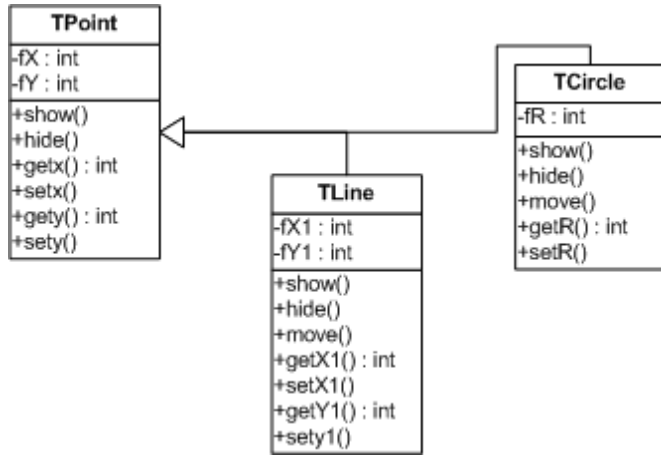 TPoint
-fX : int
-fY : int
+show()
+hide()
+getx() : int
+setx()
+gety() : int
+sety()
TLine
-fX1 : int
-fY1 : int
+show()
+hide()
+move()
+getX1() : int
+setX1()
+getY1() : int
+sety1()
TCircle
-fR : int
+show()
+hide()
+move()
+getR() : int
+setR()